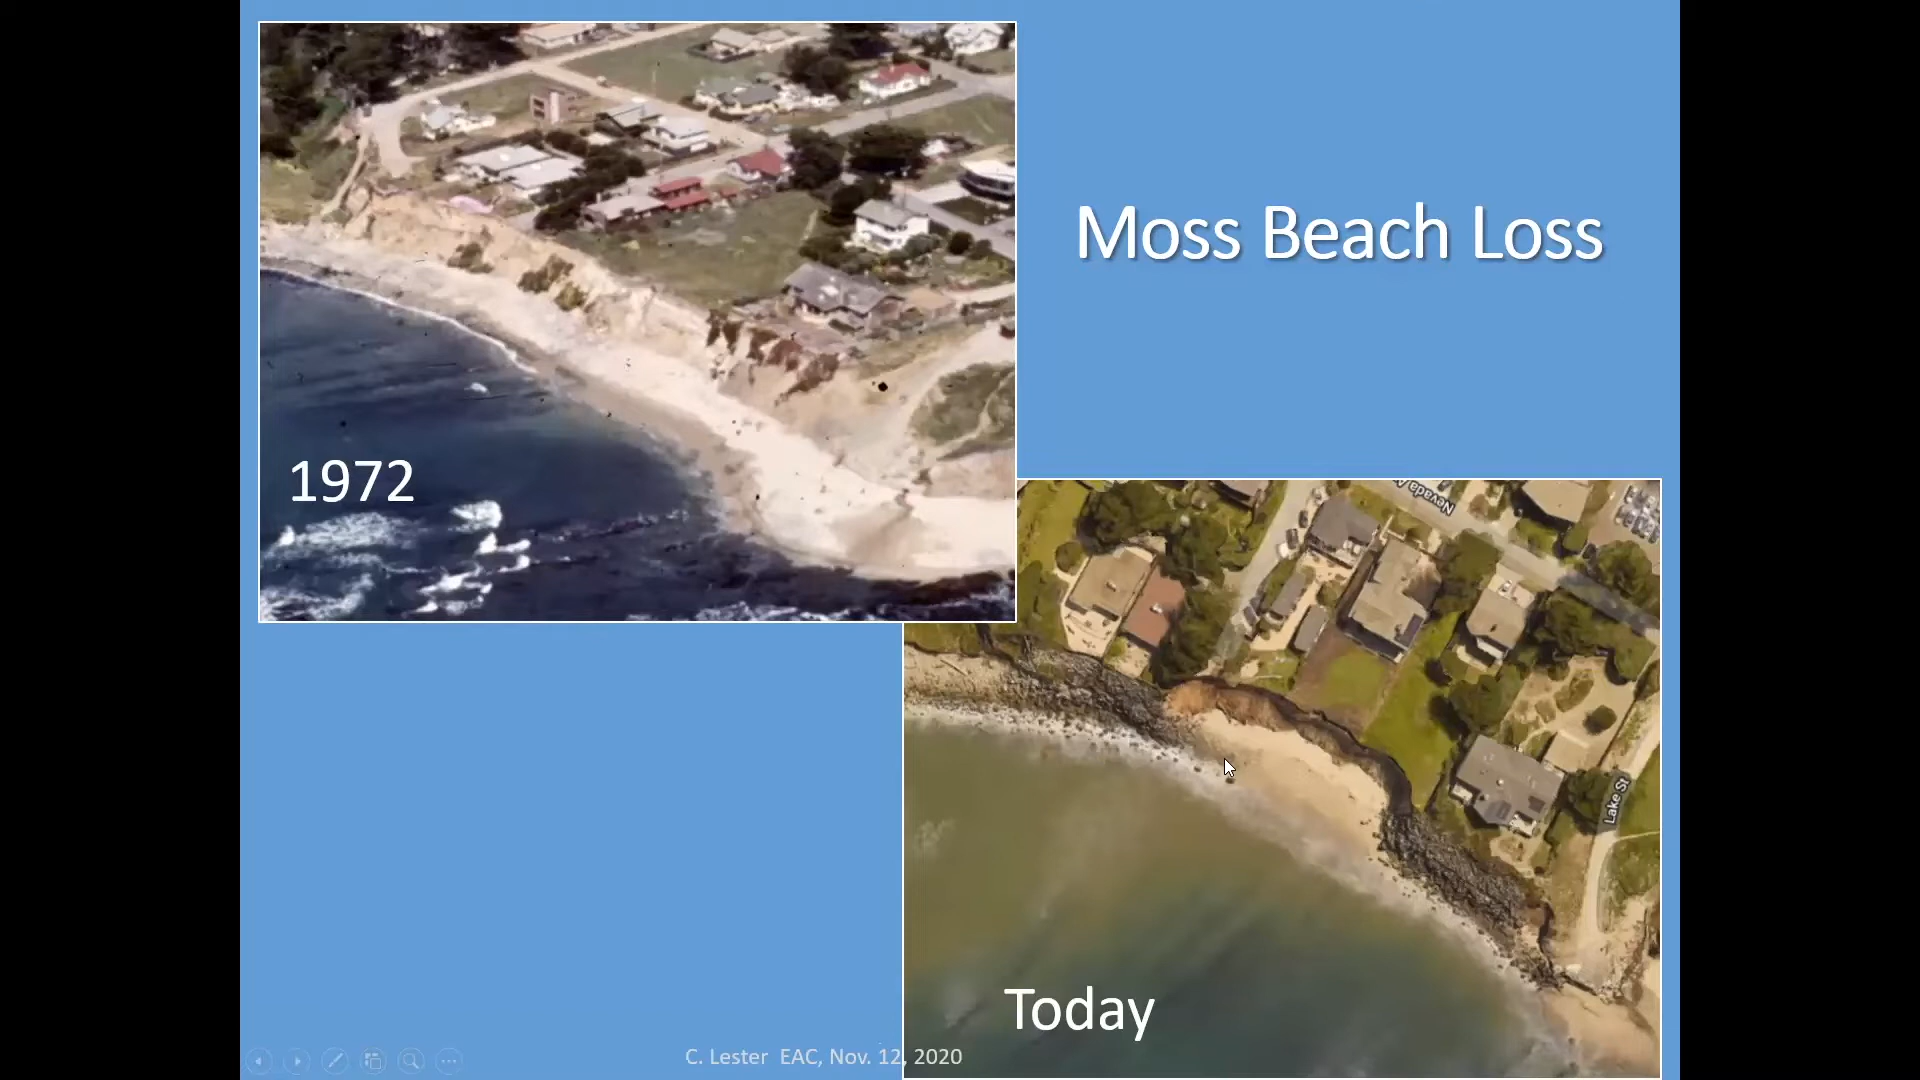 Moss Beach Loss
1972
Nevada A
Lake St
Today
C. Lester EAC, Nov. 12, 2020